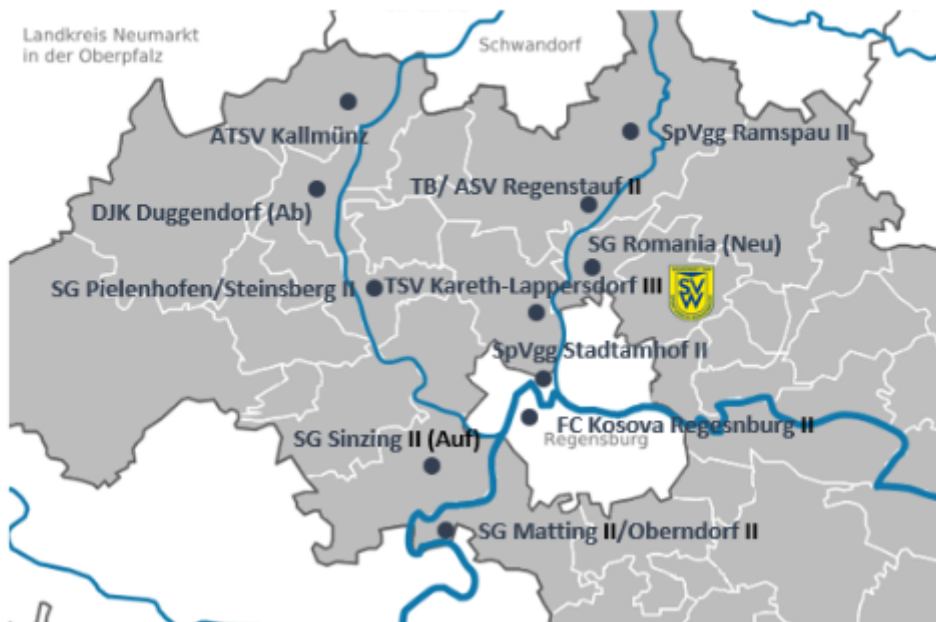 Landkreis Neumarkt
in der Oberpfalz
Schwandorf
ATSV Kallmünz
SpVgg Ramspau II
TB/ ASV Regenstauf II
DJK Duggendorf (Ab)
SG Romania (Neu)
SG Pielenhofen/Steinsberg II
TSV Kareth-Lappersdorf III
SVW
SpVgg Stadtamhof II
FC Kosova Regesnburg II
SG Sinzing II (Auf)
Regensburg
SG Matting II/Oberndorf II